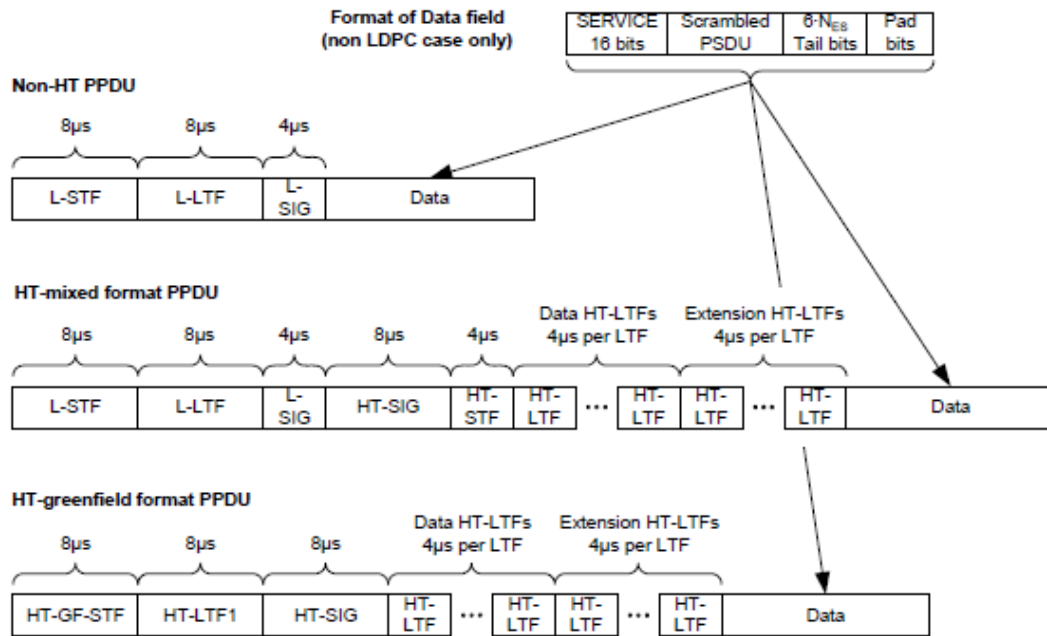 Format of Data field
(non LDPC case only)
SERVICE Scrambled 6·NES Pad
16 bits PSDU Tail bits bits
Non-HT PPDU
8µs 8µs 4µs
L-STF L-LTF L-SIG Data
HT-mixed format PPDU
Data HT-LTFs Extension HT-LTFs
8µs 8µs 4µs 8µs 4µs 4µs per LTF 4µs per LTF
L-STF L-LTF L-SIG HT-SIG HT-STF HT-LTF ... HT-LTF HT-LTF ... HT-LTF Data
HT-greenfield format PPDU
Data HT-LTFs Extension HT-LTFs
8µs 8µs 8µs 4µs per LTF 4µs per LTF
HT-GF-STF HT-LTF1 HT-SIG HT-LTF ... HT-LTF HT-LTF ... HT-LTF Data